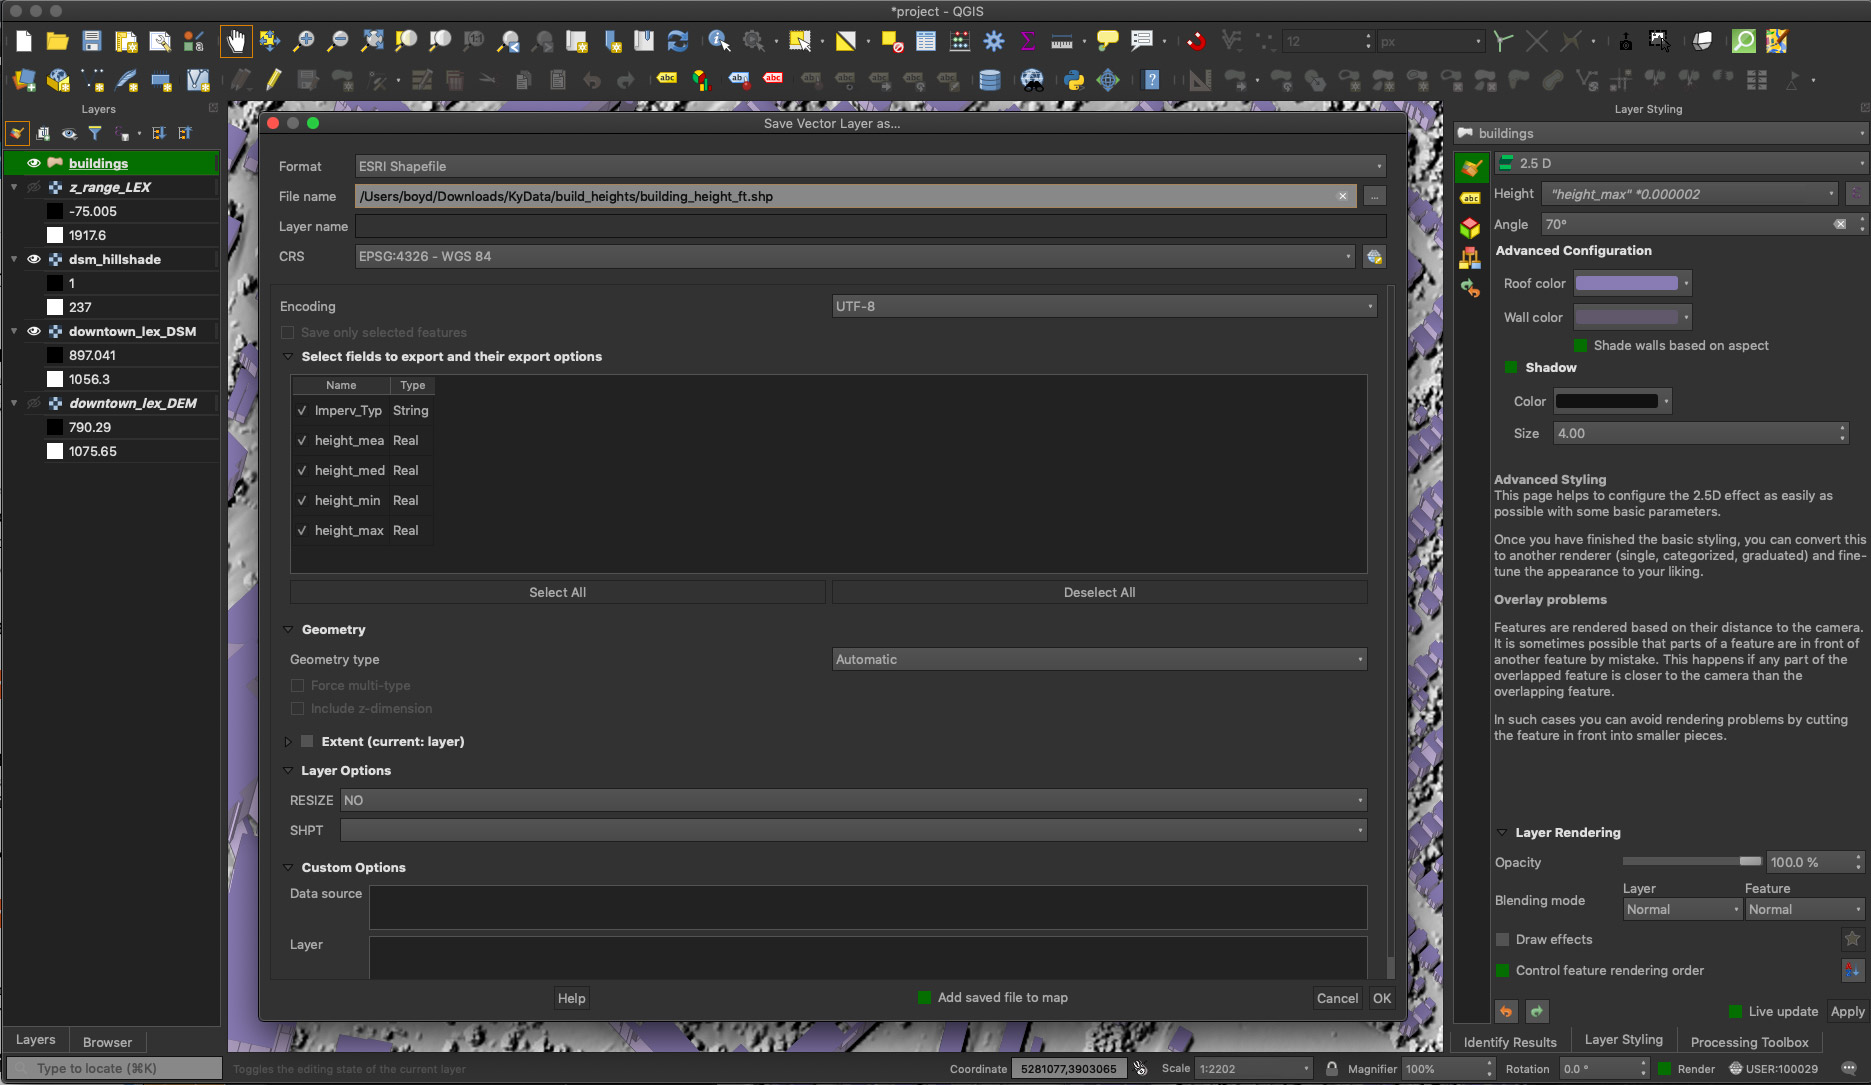 *project - QGIS
12
px
abc
abc
abc
abc
Layers
buildings
z_range_LEX
-75.005
1917.6
dsm_hillshade
1
237
downtown_lex_DSM
897.041
1056.3
downtown_lex_DEM
790.29
1075.65
Layers
Browser
Save Vector Layer as...
Format
ESRI Shapefile
File name
/Users/boyd/Downloads/KyData/build_heights/building_height_ft.shp
...
Layer name
CRS
EPSG:4326 - WGS 84
Encoding
UTF-8
Save only selected features
Select fields to export and their export options
Name Type
Imperv_Typ String
height_mea Real
height_med Real
height_min Real
height_max Real
Select All
Deselect All
Geometry
Geometry type
Automatic
Force multi-type
Include z-dimension
Extent (current: layer)
Layer Options
RESIZE
NO
SHPT
Custom Options
Data source
Layer
Help
Add saved file to map
Cancel
OK
Layer Styling
buildings
2.5 D
abc
Height
"height_max" *0.000002
Angle
70°
Advanced Configuration
Roof color
Wall color
Shade walls based on aspect
Shadow
Color
Size
4.00
Advanced Styling
This page helps to configure the 2.5D effect as easily as
possible with some basic parameters.
Once you have finished the basic styling, you can convert this
to another renderer (single, categorized, graduated) and fine-
tune the appearance to your liking.
Overlay problems
Features are rendered based on their distance to the camera.
It is sometimes possible that parts of a feature are in front of
another feature by mistake. This happens if any part of the
overlapped feature is closer to the camera than the
overlapping feature.
In such cases you can avoid rendering problems by cutting
the feature in front into smaller pieces.
Layer Rendering
Opacity
100.0 %
Layer
Feature
Blending mode
Normal
Normal
Draw effects
Control feature rendering order
Live update
Apply
Identify Results
Layer Styling
Processing Toolbox
Type to locate (⌘K)
Toggles the editing state of the current layer
Coordinate
5281077,3903065
Scale
1:2202
Magnifier
100%
Rotation
0.0 °
Render
USER:100029